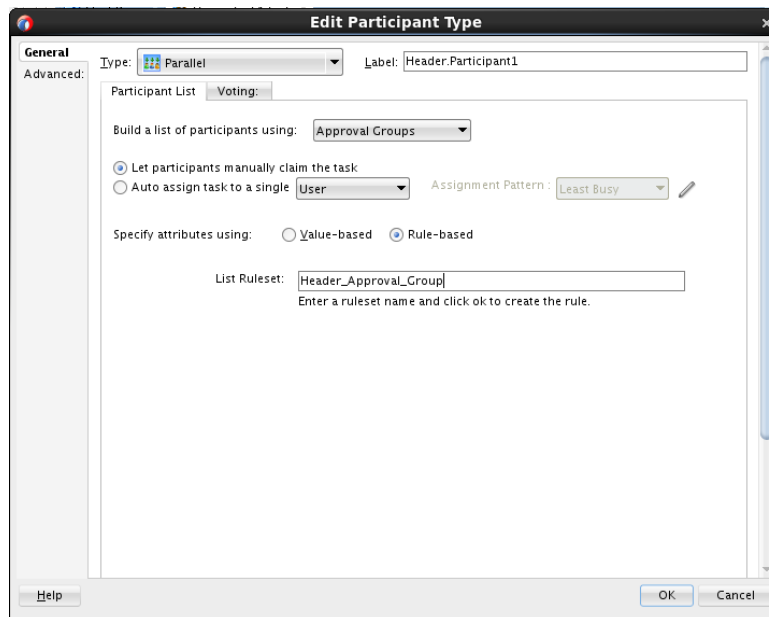 Edit Participant Type
General
Advanced:
Type: Parallel Label: Header.Participant1
Participant List Voting:
Build a list of participants using: Approval Groups
Let participants manually claim the task
Auto assign task to a single User Assignment Pattern : Least Busy
Specify attributes using: Value-based Rule-based
List Ruleset: Header_Approval_Group
Enter a ruleset name and click ok to create the rule.
Help OK Cancel